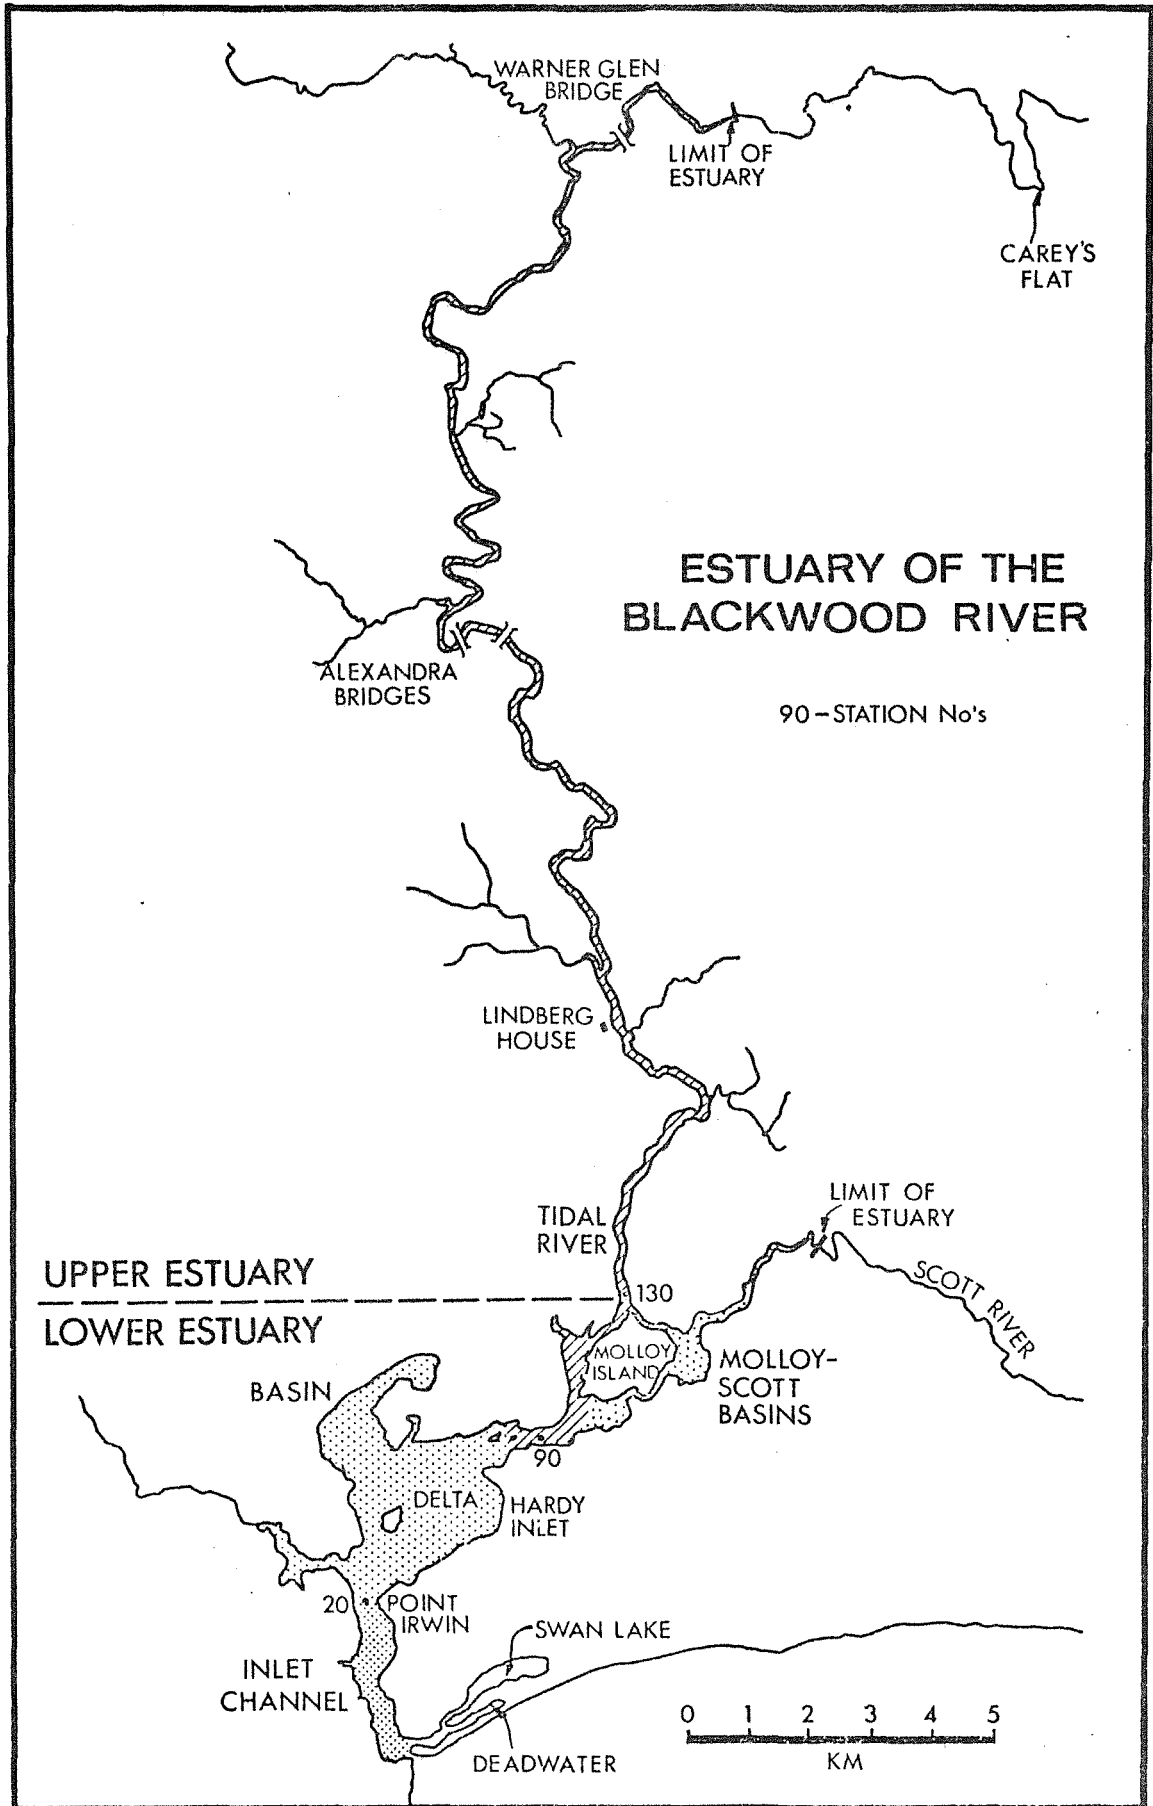 WARNER GLEN
BRIDGE
LIMIT OF
ESTUARY
CAREY'S
FLAT
ESTUARY OF THE
BLACKWOOD RIVER
ALEXANDRA
BRIDGES
90-STATION No's
LINDBERG
HOUSE
TIDAL
RIVER
LIMIT OF
ESTUARY
SCOTT RIVER
UPPER ESTUARY
130
LOWER ESTUARY
MOLLOY
ISLAND
MOLLOY-
SCOTT
BASINS
BASIN
90
DELTA
HARDY
INLET
20
POINT
IRWIN
SWAN LAKE
INLET
CHANNEL
DEADWATER
0 1 2 3 4 5
KM